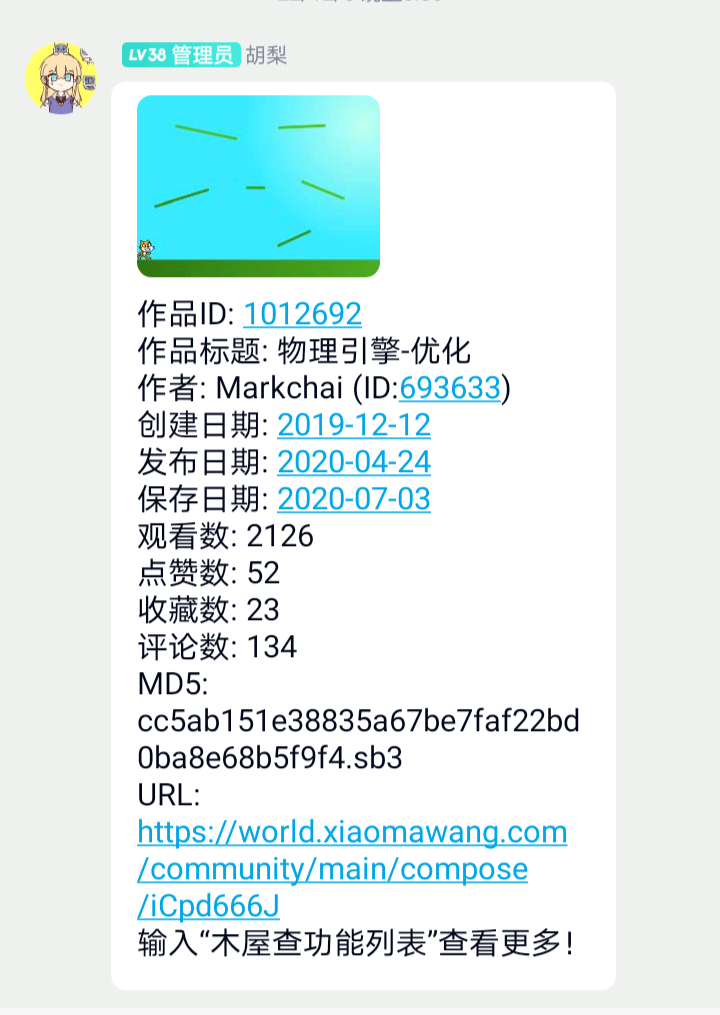 LV38 管理员 胡梨
作品ID: 1012692
作品标题: 物理引擎-优化
作者: Markchai (ID:693633)
创建日期: 2019-12-12
发布日期: 2020-04-24
保存日期: 2020-07-03
观看数: 2126
点赞数: 52
收藏数: 23
评论数: 134
MD5:
cc5ab151e38835a67be7faf22bd
0ba8e68b5f9f4.sb3
URL:
https://world.xiaomawang.com
/community/main/compose
/iCpd666J
输入“木屋查功能列表”查看更多！